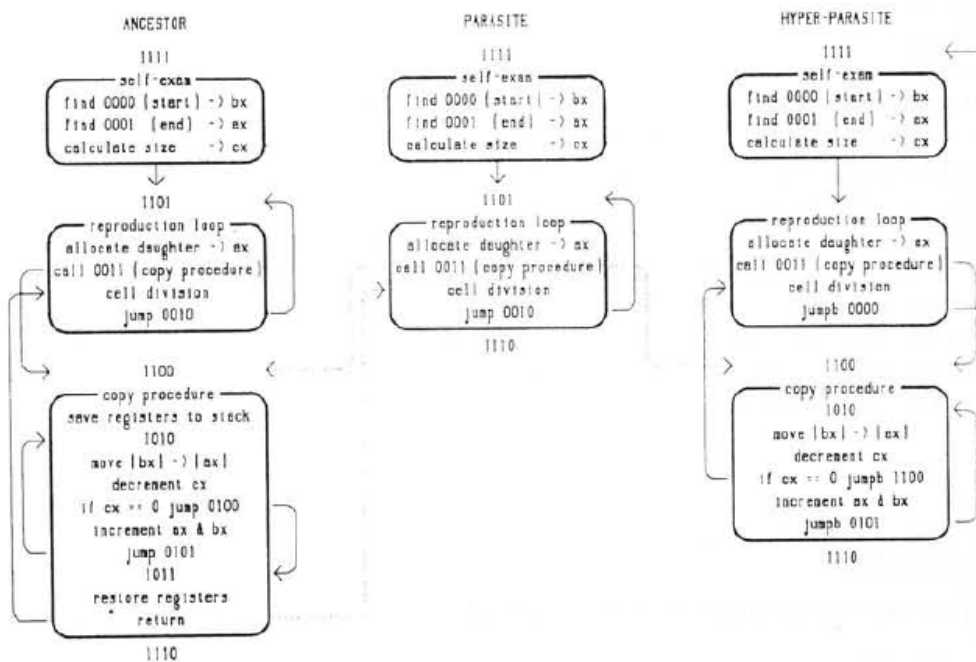 ANCESTOR
1111
self-exam
find 0000 [start] -> bx
find 0001 [end] -> ax
calculate size -> cx
1101
reproduction loop
allocate daughter -> ax
call 0011 (copy procedure)
cell division
jump 0010
1100
copy procedure
save registers to stack
1010
move [bx] -> [ax]
decrement cx
if cx == 0 jump 0100
increment ax & bx
jump 0101
1011
restore registers
return
1110
PARASITE
1111
self-exam
find 0000 [start] -> bx
find 0001 [end] -> ax
calculate size -> cx
1101
reproduction loop
allocate daughter -> ax
call 0011 (copy procedure)
cell division
jump 0010
1110
HYPER-PARASITE
1111
self-exam
find 0000 [start] -> bx
find 0001 [end] -> ax
calculate size -> cx
reproduction loop
allocate daughter -> ax
call 0011 (copy procedure)
cell division
jumpb 0000
1100
copy procedure
1010
move [bx] -> [ax]
decrement cx
if cx == 0 jumpb 1100
increment ax & bx
jumpb 0101
1110